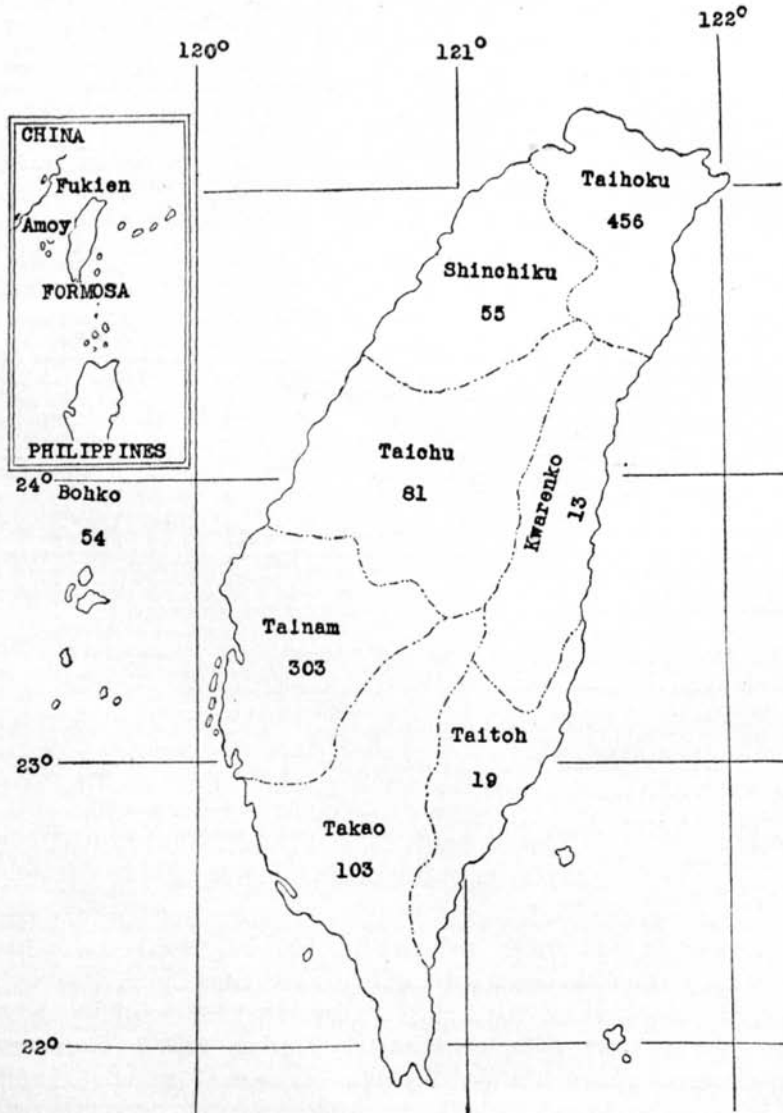 120°
121°
122°
CHINA
Fukien
Amoy
FORMOSA
PHILIPPINES
Taihoku
456
Shinchiku
55
24°
Bohko
54
Taichu
81
Kwarenko
13
Tainam
303
Taitoh
19
23°
Takao
103
22°